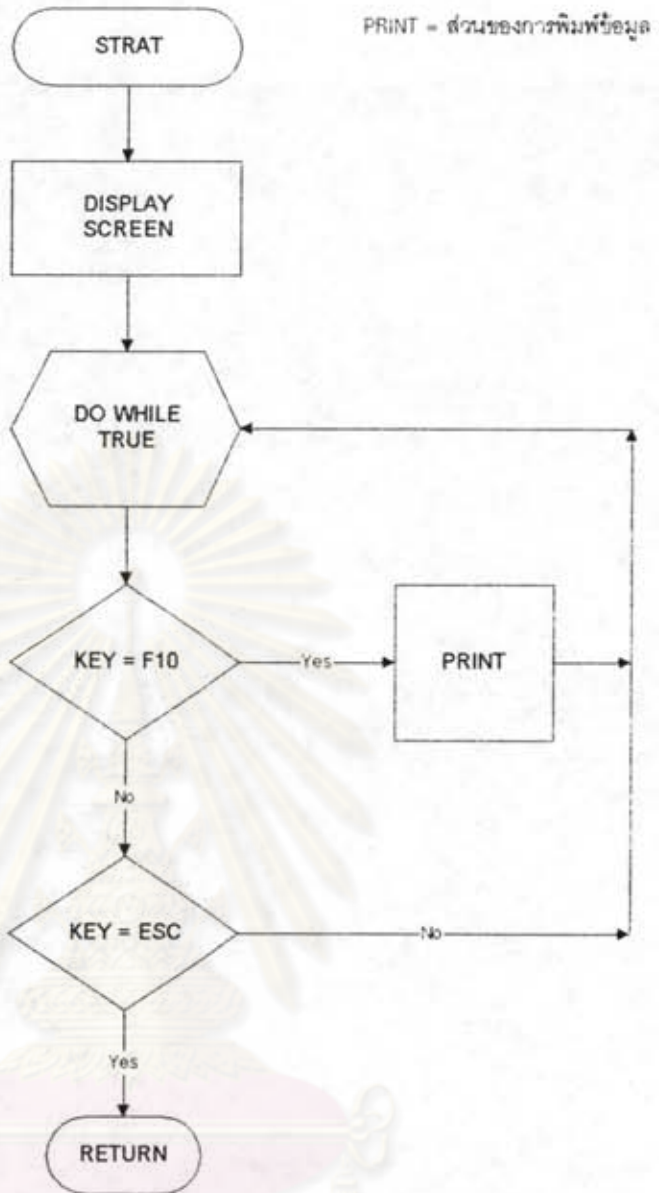 STRAT
PRINT = ส่วนของการพิมพ์ข้อมูล
DISPLAY
SCREEN
DO WHILE
TRUE
KEY = F10
Yes
PRINT
No
KEY = ESC
No
Yes
RETURN